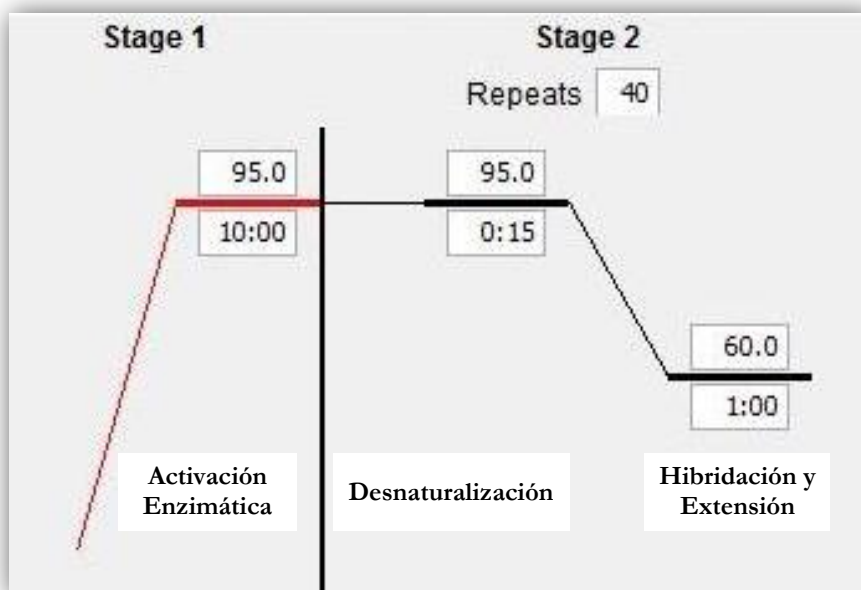 Stage 1
Stage 2
Repeats 40
95.0
10:00
95.0
0:15
60.0
1:00
Activación
Enzimática
Desnaturalización
Hibridación y
Extensión